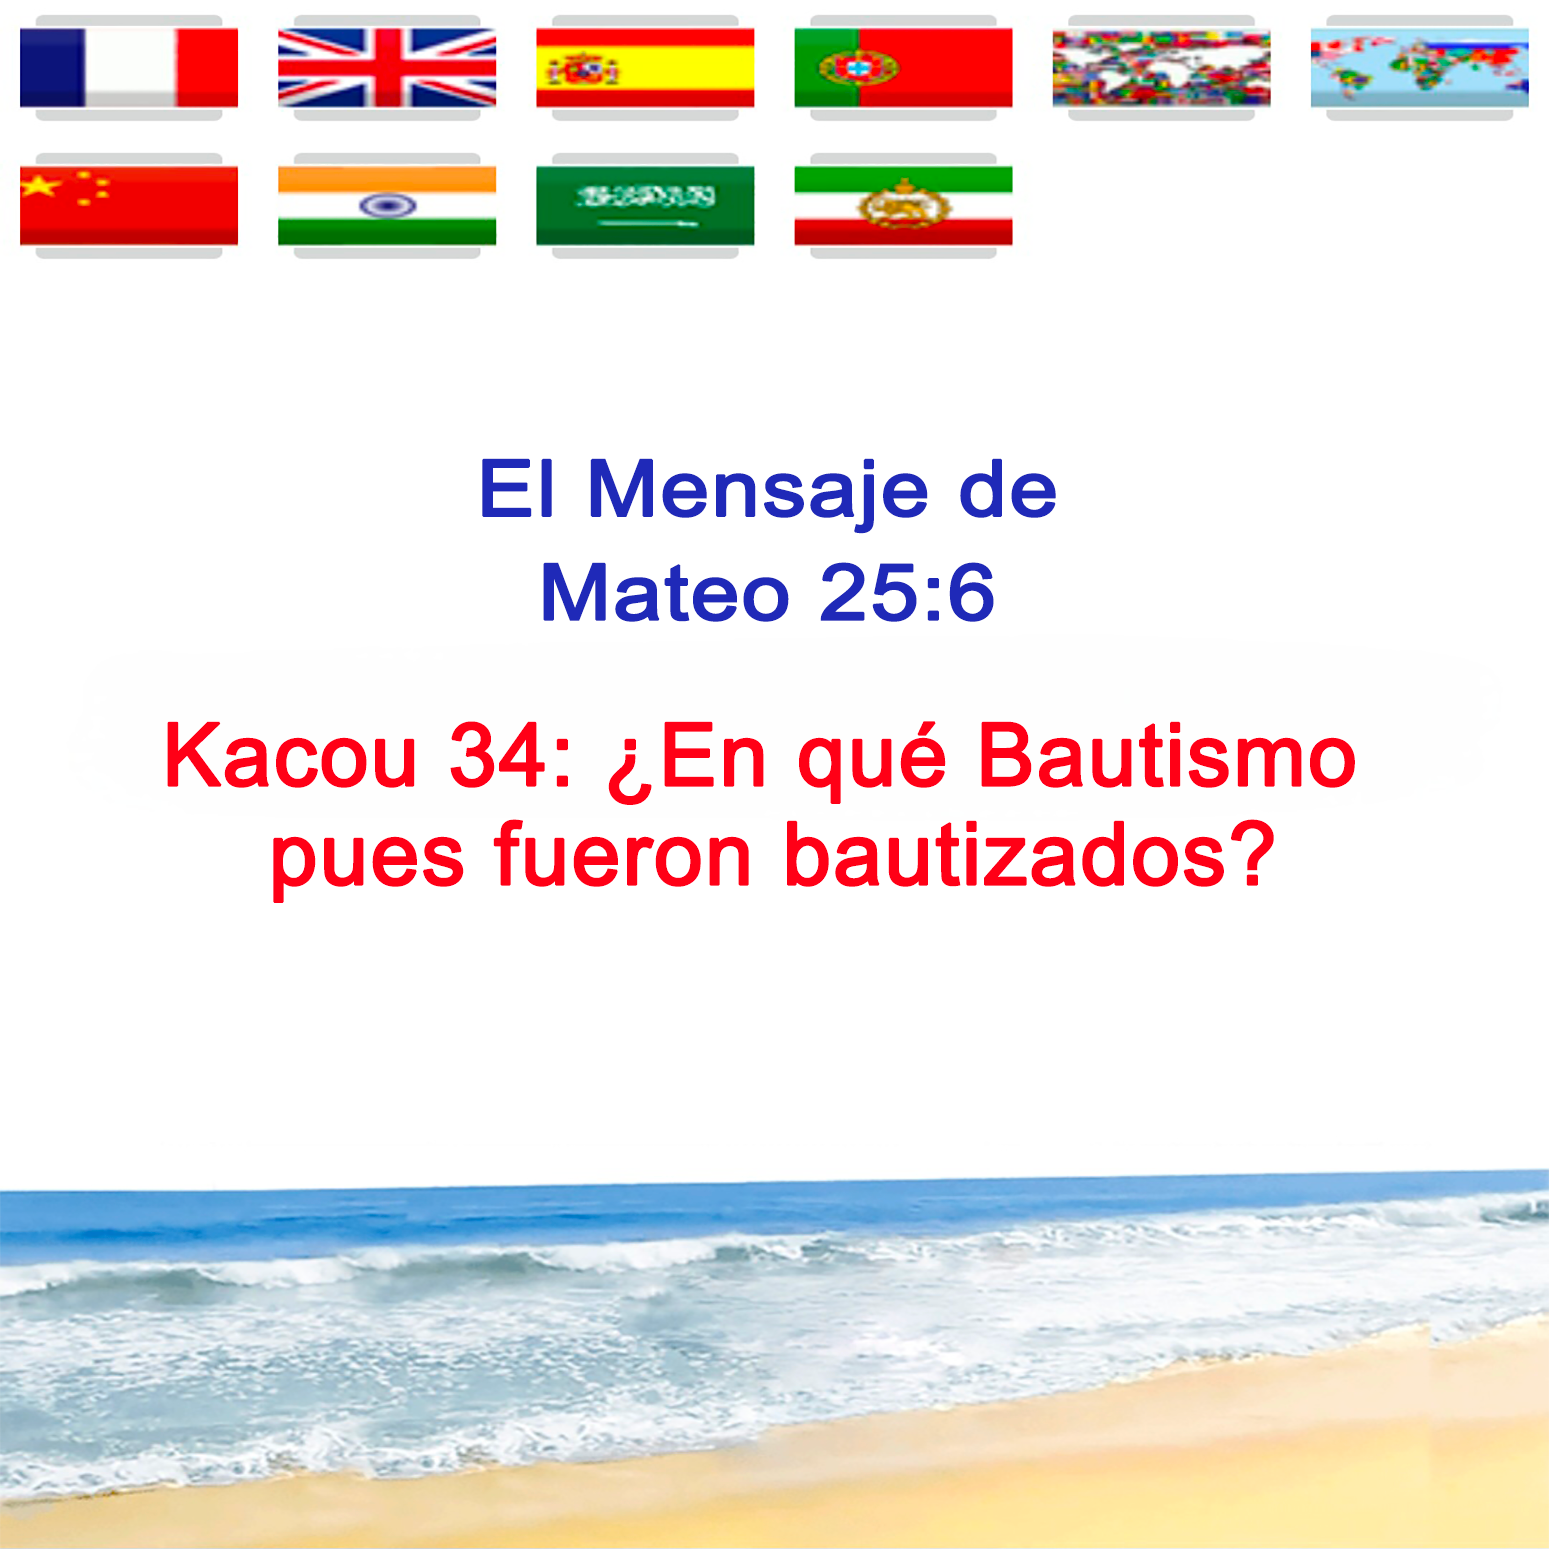 El Mensaje de
Mateo 25:6
Kacou 34: ¿En qué Bautismo
pues fueron bautizados?